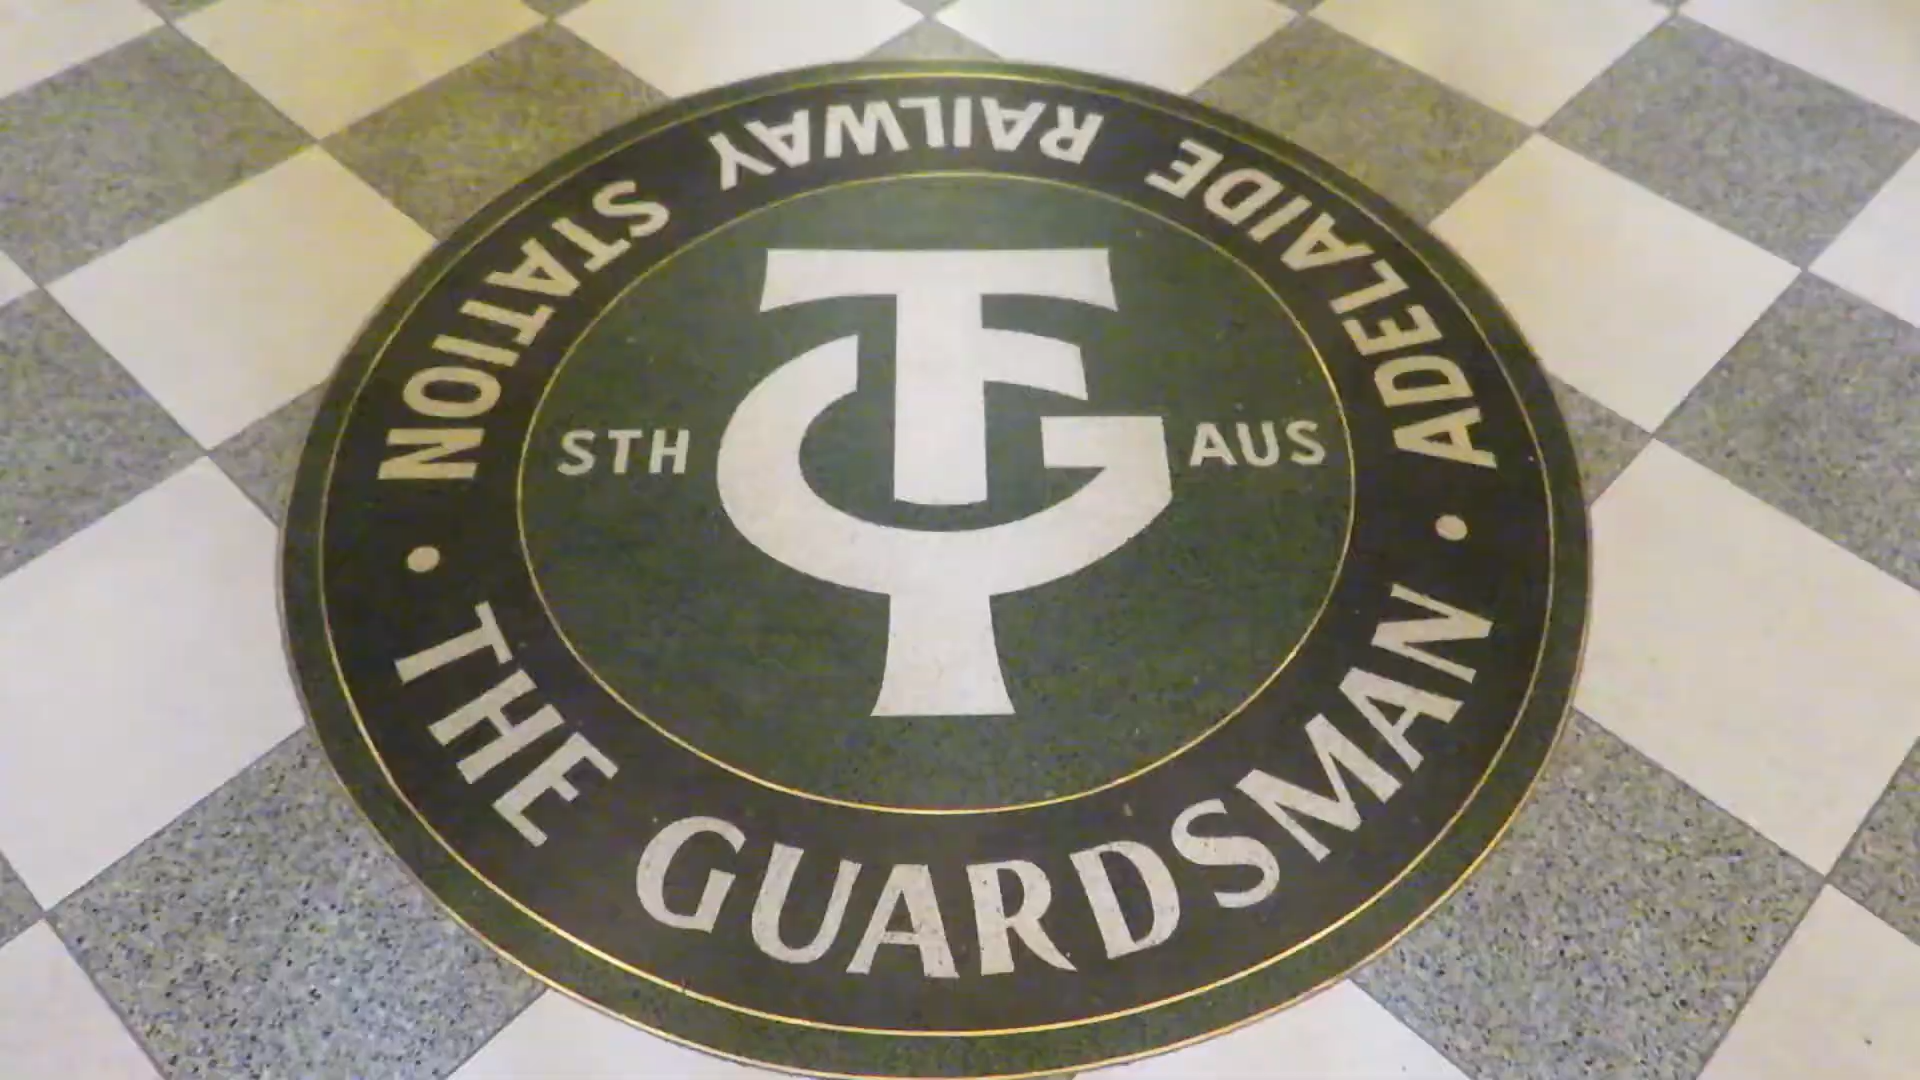 ADELAIDE RAILWAY STATION
TG
STH AUS
• THE GUARDSMAN •